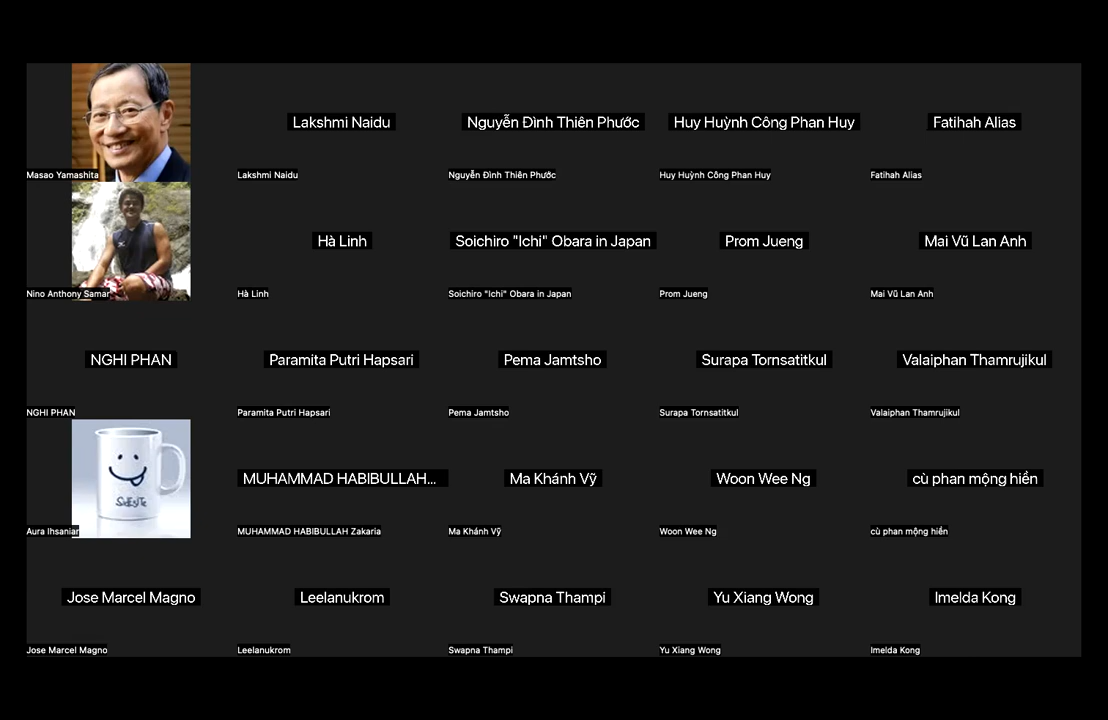 Lakshmi Naidu
Nguyễn Đình Thiên Phước
Huy Huỳnh Công Phan Huy
Fatihah Alias
Masao Yamashita
Lakshmi Naidu
Nguyễn Đình Thiên Phước
Huy Huỳnh Công Phan Huy
Fatihah Alias
Hà Linh
Soichiro "Ichi" Obara in Japan
Prom Jueng
Mai Vũ Lan Anh
Nino Anthony Samar
Hà Linh
Soichiro "Ichi" Obara in Japan
Prom Jueng
Mai Vũ Lan Anh
NGHI PHAN
Paramita Putri Hapsari
Pema Jamtsho
Surapa Tornsatitkul
Valaiphan Thamrujikul
NGHI PHAN
Paramita Putri Hapsari
Pema Jamtsho
Surapa Tornsatitkul
Valaiphan Thamrujikul
MUHAMMAD HABIBULLAH...
Ma Khánh Vỹ
Woon Wee Ng
cù phan mộng hiền
Aura Ihsaniar
MUHAMMAD HABIBULLAH Zakaria
Ma Khánh Vỹ
Woon Wee Ng
cù phan mộng hiền
Jose Marcel Magno
Leelanukrom
Swapna Thampi
Yu Xiang Wong
Imelda Kong
Jose Marcel Magno
Leelanukrom
Swapna Thampi
Yu Xiang Wong
Imelda Kong